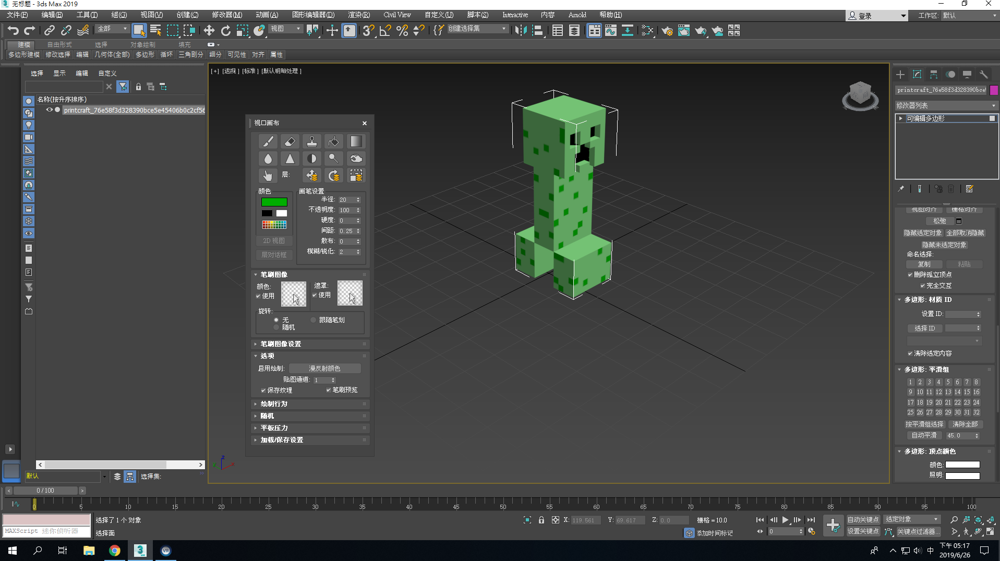 无标题 - 3ds Max 2019
文件(F) 编辑(E) 工具(T) 组(G) 视图(V) 创建(C) 修改器(M) 动画(A) 图形编辑器(D) 渲染(R) Civil View 自定义(U) 脚本(S) Interactive 内容 Arnold 帮助(H) 登录 工作区: 默认
全部 视图 创建选择集
建模 自由形式 选择 对象绘制 填充
多边形建模 修改选择 编辑 几何体(全部) 多边形 循环 三角剖分 细分 可见性 对齐 属性
选择 显示 编辑 自定义
名称(按升序排序)
printcraft_76e58f3d328390bce5e45406b0c2cf56
[+] [透视] [标准] [默认明暗处理]
视口画布
层:
颜色
2D 视图
层对话框
画笔设置
半径: 20
不透明度: 100
硬度: 0
间距: 0.25
散布: 0
模糊/锐化: 2
笔刷图像
颜色: 遮罩:
使用 使用
旋转:
无 跟随笔划
随机
笔刷图像设置
选项
启用绘制: 漫反射颜色
贴图通道: 1
保存纹理 笔刷预览
绘制行为
随机
平板压力
加载/保存设置
printcraft_76e58f3d328390bce
修改器列表
可编辑多边形
视图对齐 栅格对齐
松弛
隐藏选定对象 全部取消隐藏
隐藏未选定对象
命名选择:
复制 粘贴
删除孤立顶点
完全交互
多边形: 材质 ID
设置 ID:
选择 ID
清除选定内容
多边形: 平滑组
1 2 3 4 5 6 7 8
9 10 11 12 13 14 15 16
17 18 19 20 21 22 23 24
25 26 27 28 29 30 31 32
按平滑组选择 清除全部
自动平滑 45.0
多边形: 顶点颜色
颜色:
照明:
默认 选择集:
0 / 100
0 5 10 15 20 25 30 35 40 45 50 55 60 65 70 75 80 85 90 95 100
选择了 1 个 对象
MAXScript 迷你侦听器
选择面
X: 119.561 Y: 69.617 Z: 0.0 栅格 = 10.0
添加时间标记
0
自动关键点 选定对象
设置关键点 关键点过滤器...
中 下午 05:17
2019/6/26